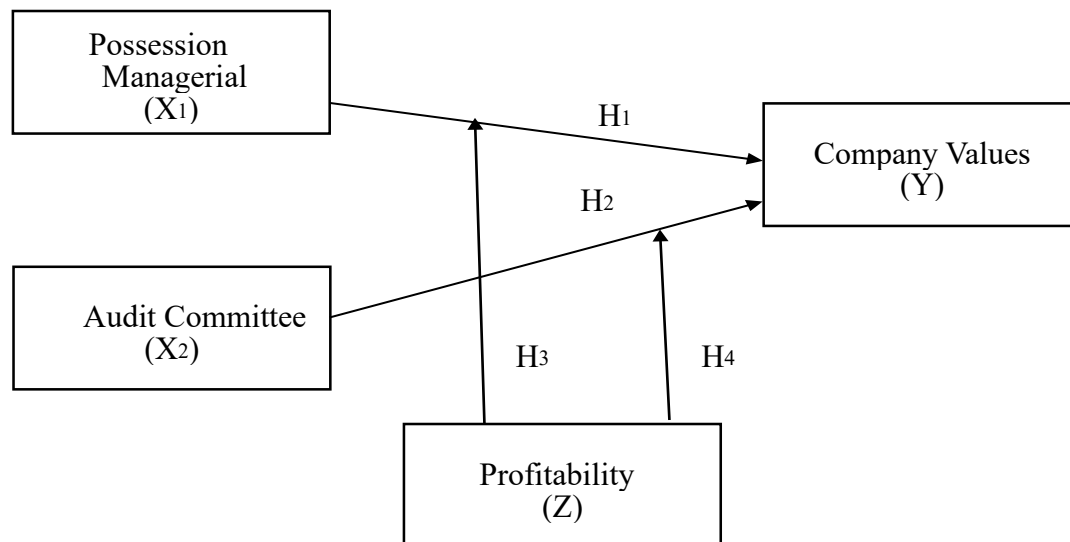 Possession
Managerial
(X1)
H1
Company Values
(Y)
H2
Audit Committee
(X2)
H3
H4
Profitability
(Z)